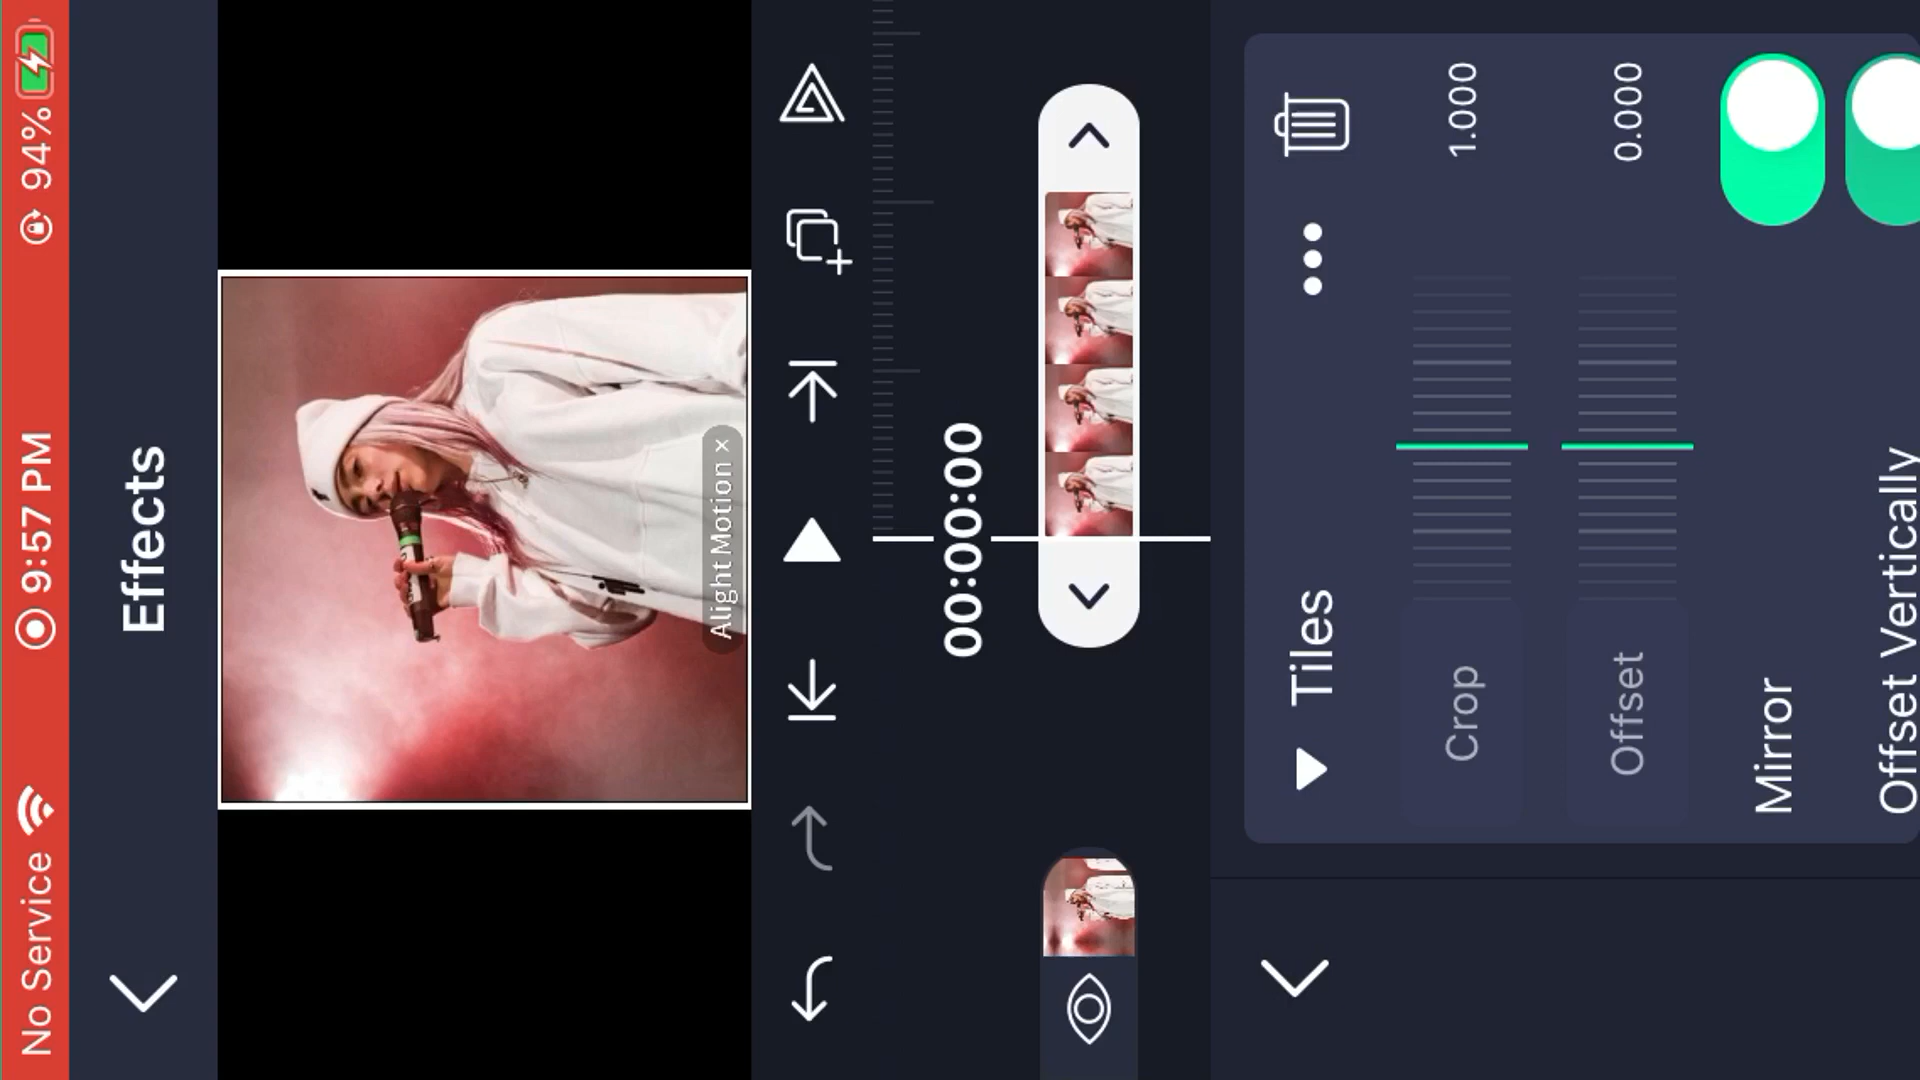 No Service
9:57 PM
94%
Effects
Alight Motion ×
00:00:00
Tiles
Crop
1.000
Offset
0.000
Mirror
Offset Vertically